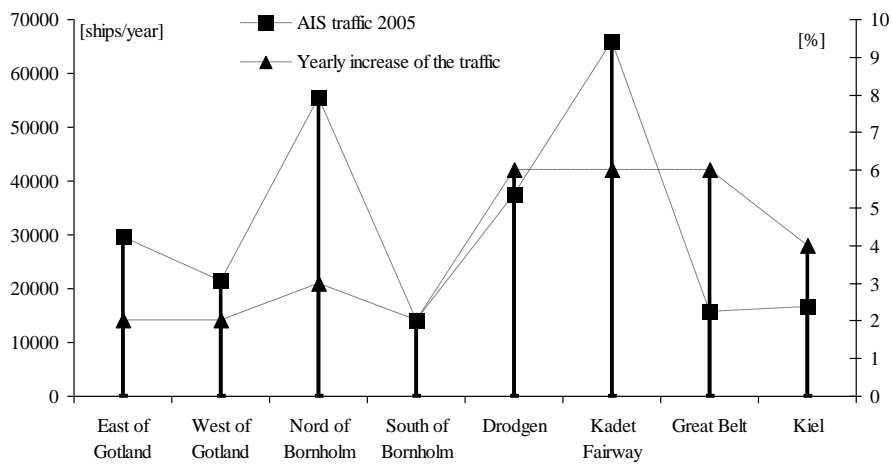 70000
60000
50000
40000
30000
20000
10000
0
[ships/year]
AIS traffic 2005
Yearly increase of the traffic
[%]
10
9
8
7
6
5
4
3
2
1
0
East of
Gotland
West of
Gotland
Nord of
Bornholm
South of
Bornholm
Drodgen
Kadet
Fairway
Great Belt
Kiel